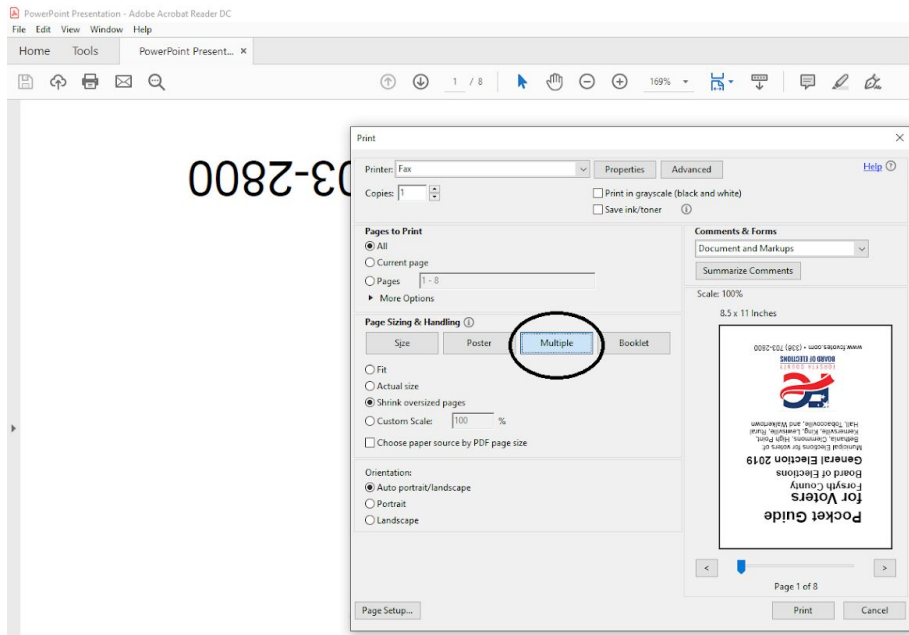 PowerPoint Presentation - Adobe Acrobat Reader DC
File Edit View Window Help
Home Tools PowerPoint Present... ×
1 / 8 169%
03-2800
Print
Printer: Fax Properties Advanced Help
Copies: 1 Print in grayscale (black and white)
Save ink/toner
Pages to Print
All
Current page
Pages 1 - 8
More Options
Comments & Forms
Document and Markups
Summarize Comments
Page Sizing & Handling
Size Poster Multiple Booklet
Fit
Actual size
Shrink oversized pages
Custom Scale: 100 %
Choose paper source by PDF page size
Orientation:
Auto portrait/landscape
Portrait
Landscape
Scale: 100%
8.5 x 11 Inches
Pocket Guide
for Voters
Forsyth County
Board of Elections
General Election 2019
Municipal Elections for voters of
Bethania, Clemmons, High Point,
Kernersville, King, Lewisville, Rural
Hall, Tobaccoville, and Walkertown
FORSYTH COUNTY
BOARD OF ELECTIONS
www.fcvotes.com • (336) 703-2800
< >
Page 1 of 8
Page Setup... Print Cancel